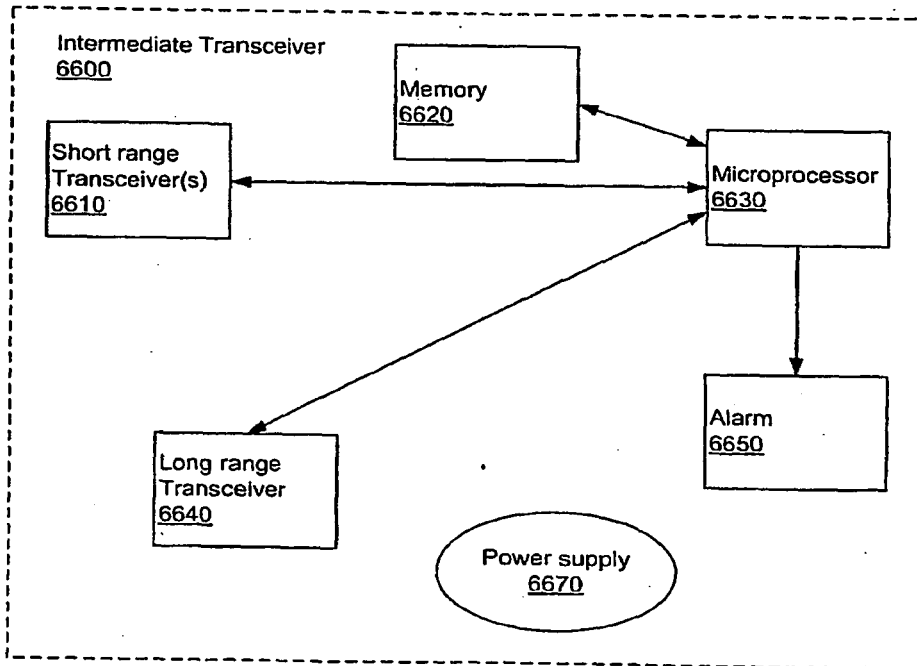 Intermediate Transceiver
6600
Memory
6620
Short range
Transceiver(s)
6610
Microprocessor
6630
Alarm
6650
Long range
Transceiver
6640
Power supply
6670